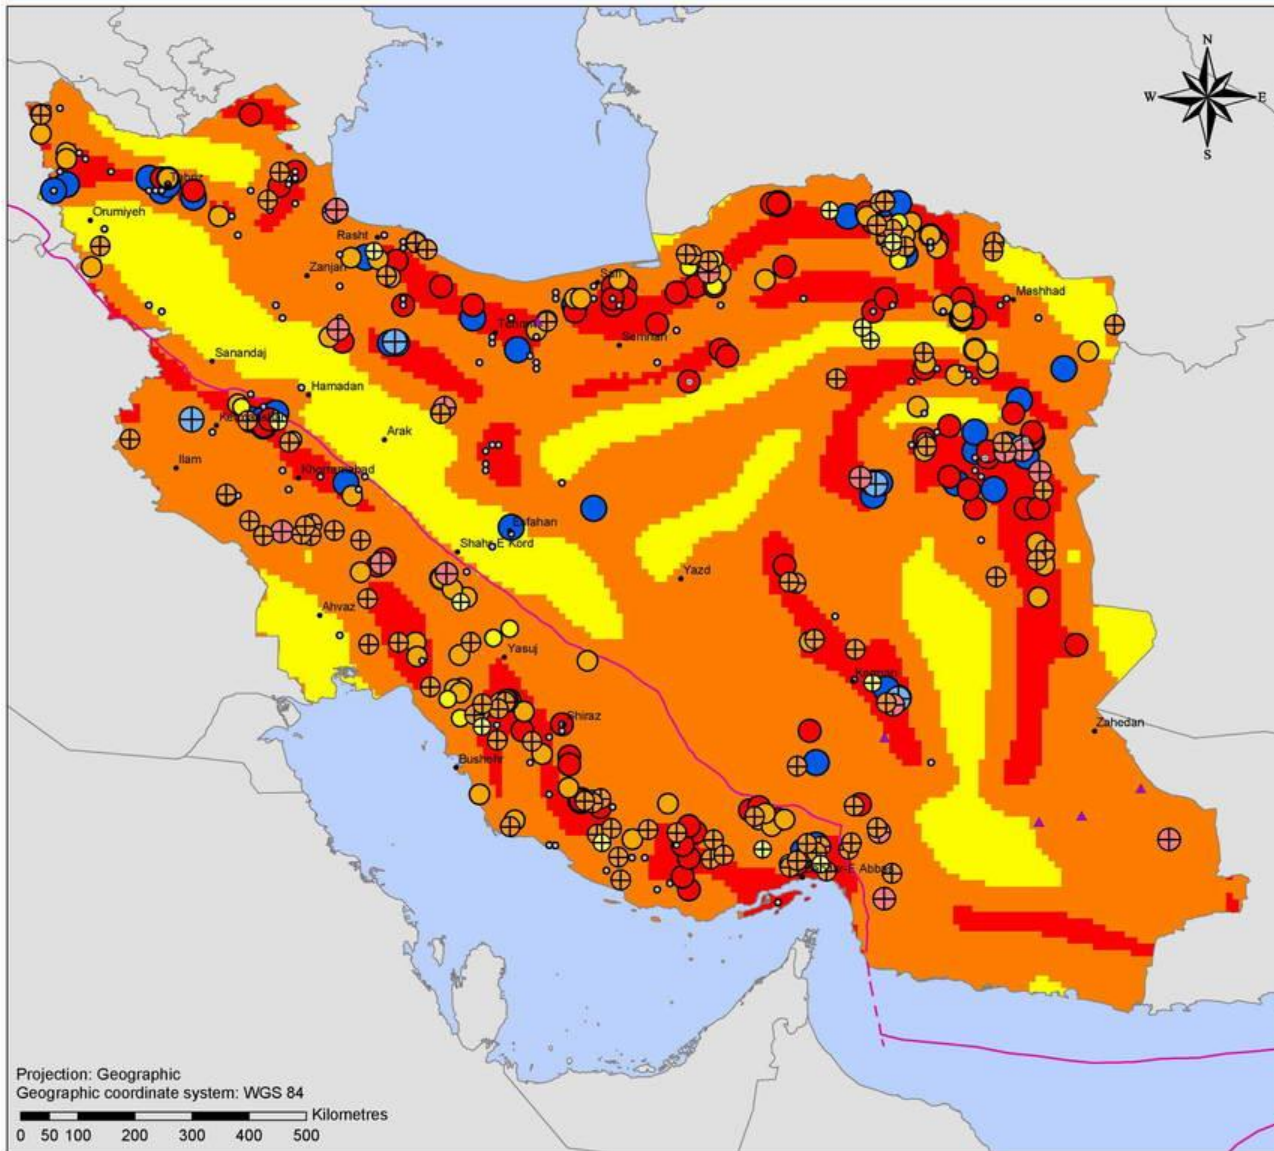 N
W E
S
Tabriz
Orumiyeh
Rasht
Zanjan
Sari
Mashhad
Tehran
Semnan
Sanandaj
Hamadan
Arak
Ilam
Khorramabad
Esfahan
Shahr-E Kord
Yazd
Ahvaz
Yasuj
Kerman
Shiraz
Zahedan
Bushehr
Bandar-E Abbas
Projection: Geographic
Geographic coordinate system: WGS 84
Kilometres
0 50 100 200 300 400 500